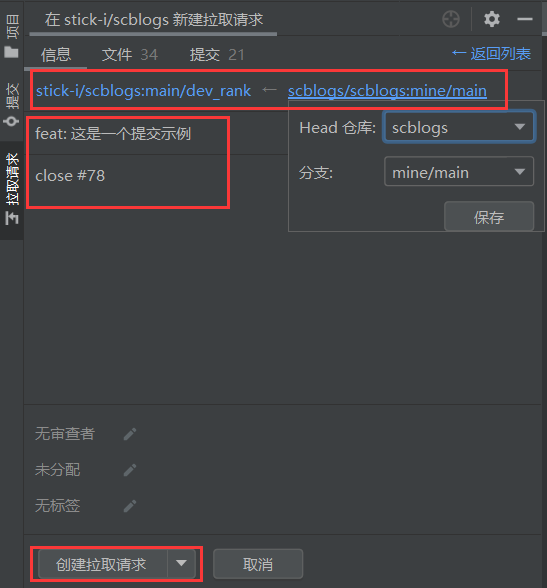 项目
提交
拉取请求
在 stick-i/scblogs 新建拉取请求
信息 文件 34 提交 21 ← 返回列表
stick-i/scblogs:main/dev_rank ← scblogs/scblogs:mine/main
feat: 这是一个提交示例
close #78
Head 仓库: scblogs
分支: mine/main
保存
无审查者
未分配
无标签
创建拉取请求 取消